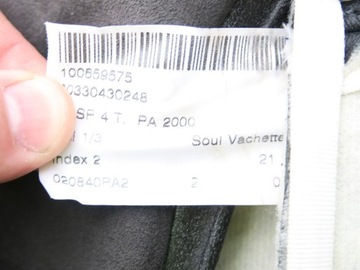 100559575
0330430248
SP 4 T. PA 2000
1/3 Soul Vachette
Index 2 21
020840PA2 2 0